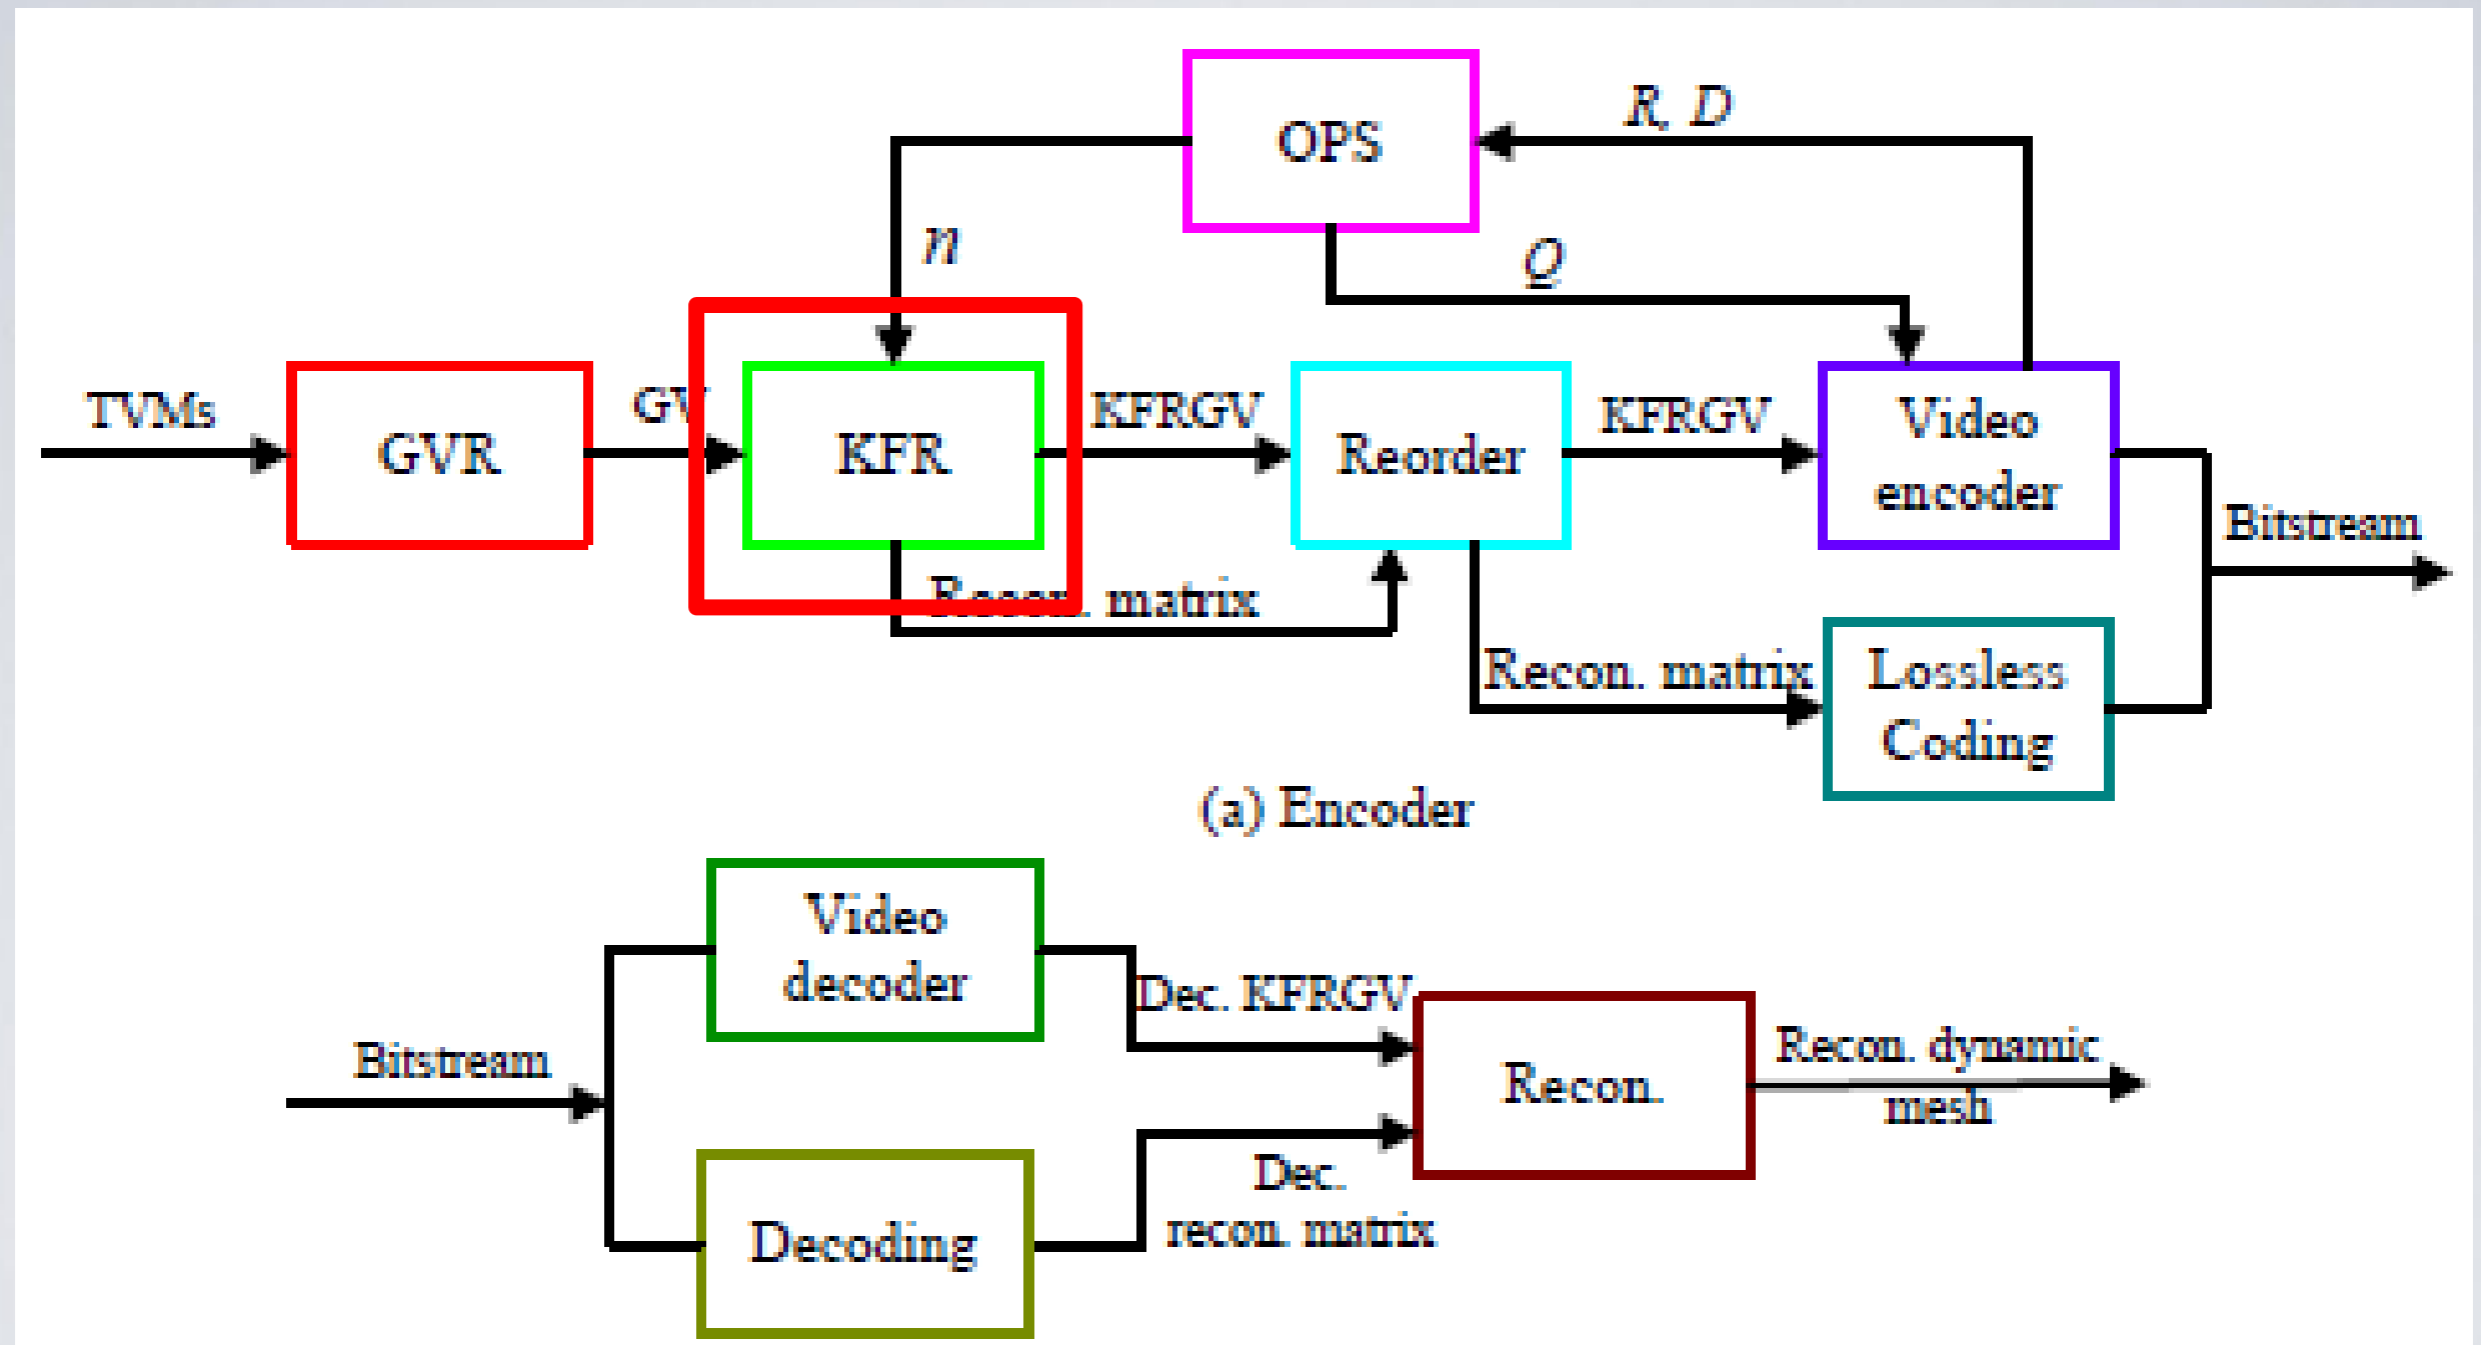 OPS
R, D
n
Q
TVMs
GVR
GV
KFR
KFRGV
Reorder
KFRGV
Video
encoder
Bitstream
Recon. matrix
Recon. matrix
Lossless
Coding
(a) Encoder
Video
decoder
Dec. KFRGV
Bitstream
Recon.
Recon. dynamic
mesh
Dec.
recon. matrix
Decoding